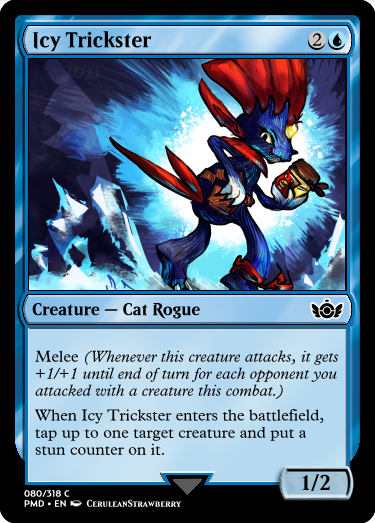 Icy Trickster 2
Creature — Cat Rogue
Melee (Whenever this creature attacks, it gets
+1/+1 until end of turn for each opponent you
attacked with a creature this combat.)
When Icy Trickster enters the battlefield,
tap up to one target creature and put a
stun counter on it.
1/2
080/318 C
PMD • EN CeruleanStrawberry